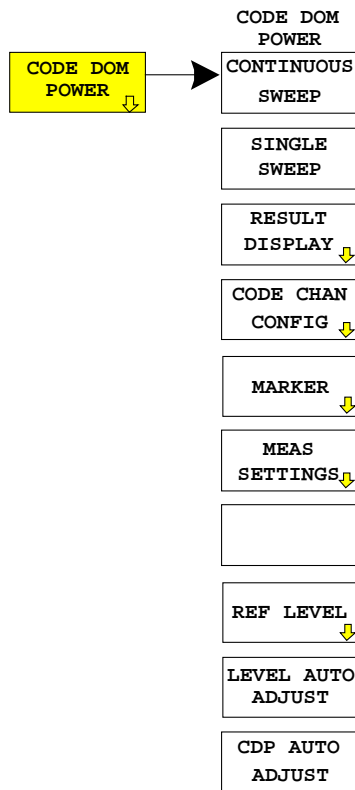 CODE DOM
POWER
CODE DOM
POWER
CONTINUOUS
SWEEP
SINGLE
SWEEP
RESULT
DISPLAY
CODE CHAN
CONFIG
MARKER
MEAS
SETTINGS
REF LEVEL
LEVEL AUTO
ADJUST
CDP AUTO
ADJUST